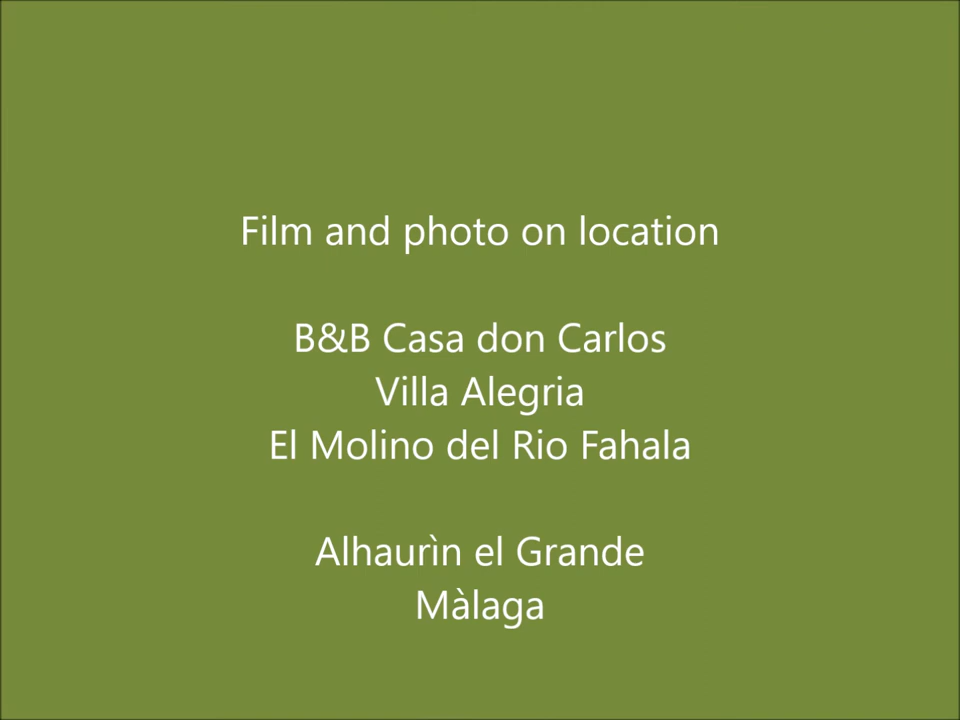 Film and photo on location
B&B Casa don Carlos
Villa Alegria
El Molino del Rio Fahala
Alhaurìn el Grande
Màlaga